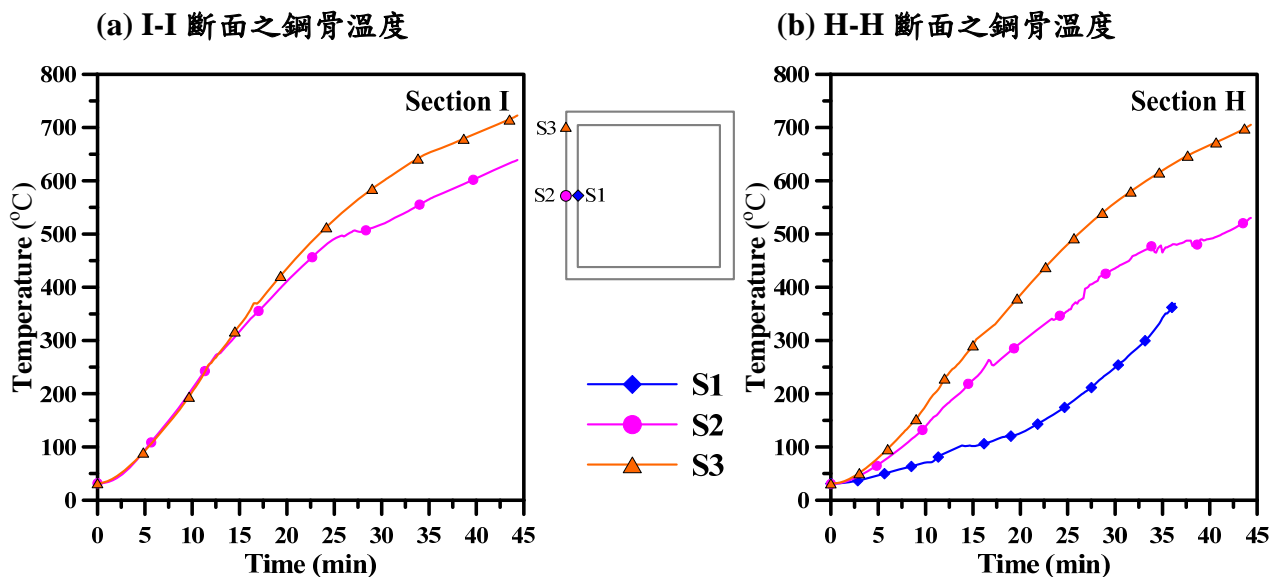 (a) I-I 斷面之鋼骨溫度
(b) H-H 斷面之鋼骨溫度
Section I
800
700
600
500
400
300
200
100
0
Temperature (°C)
0 5 10 15 20 25 30 35 40 45
Time (min)
S3
S2 S1
S1
S2
S3
Section H
800
700
600
500
400
300
200
100
0
Temperature (°C)
0 5 10 15 20 25 30 35 40 45
Time (min)